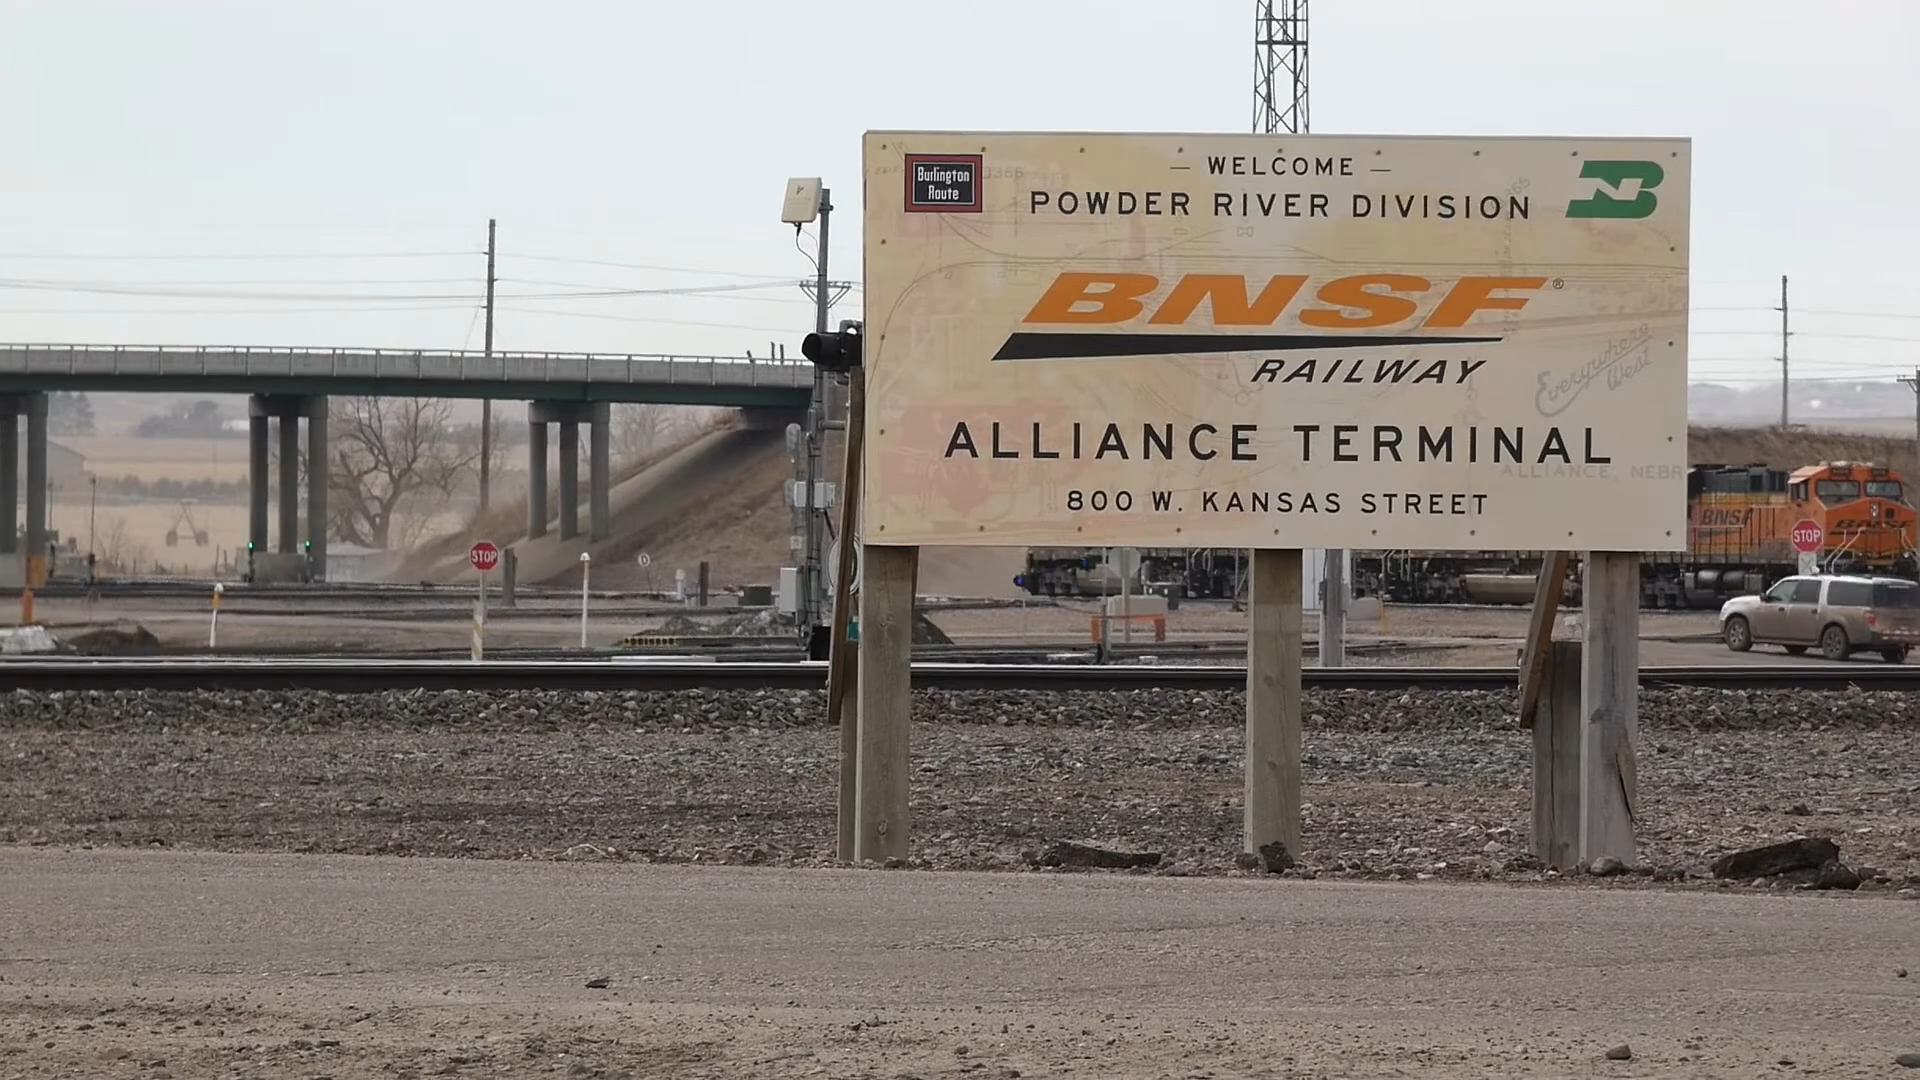 Burlington
Route
— WELCOME —
POWDER RIVER DIVISION
BN
BNSF®
RAILWAY
Everywhere
West
ALLIANCE TERMINAL
ALLIANCE, NEBR
800 W. KANSAS STREET
STOP
BNSF
BNSF
STOP